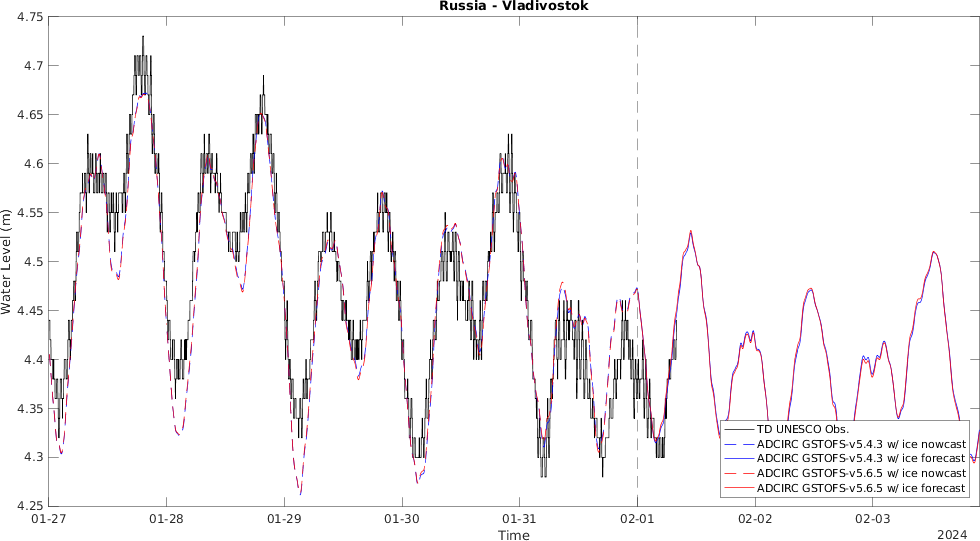 Russia - Vladivostok
4.75
4.7
4.65
4.6
4.55
4.5
4.45
4.4
4.35
4.3
4.25
Water Level (m)
01-27 01-28 01-29 01-30 01-31 02-01 02-02 02-03
Time
2024
TD UNESCO Obs.
ADCIRC GSTOFS-v5.4.3 w/ ice nowcast
ADCIRC GSTOFS-v5.4.3 w/ ice forecast
ADCIRC GSTOFS-v5.6.5 w/ ice nowcast
ADCIRC GSTOFS-v5.6.5 w/ ice forecast